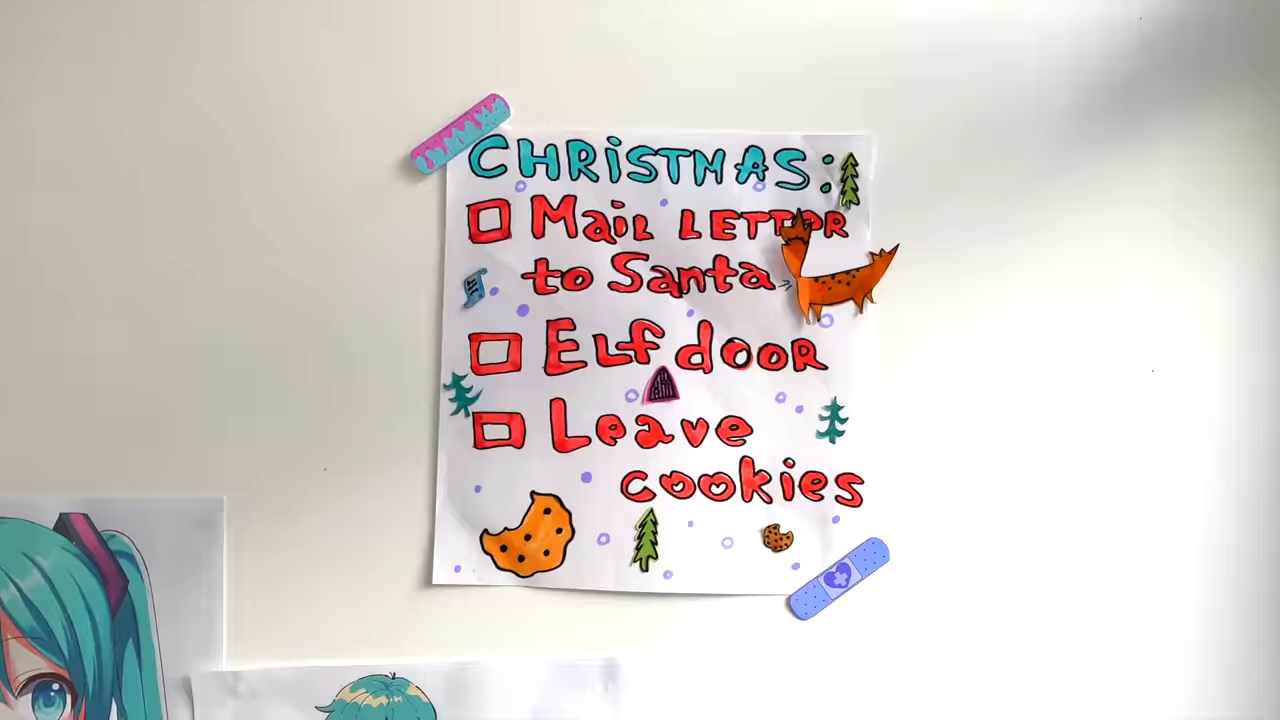 CHRISTMAS:
Mail LETTER
to Santa
Elf door
Leave
cookies